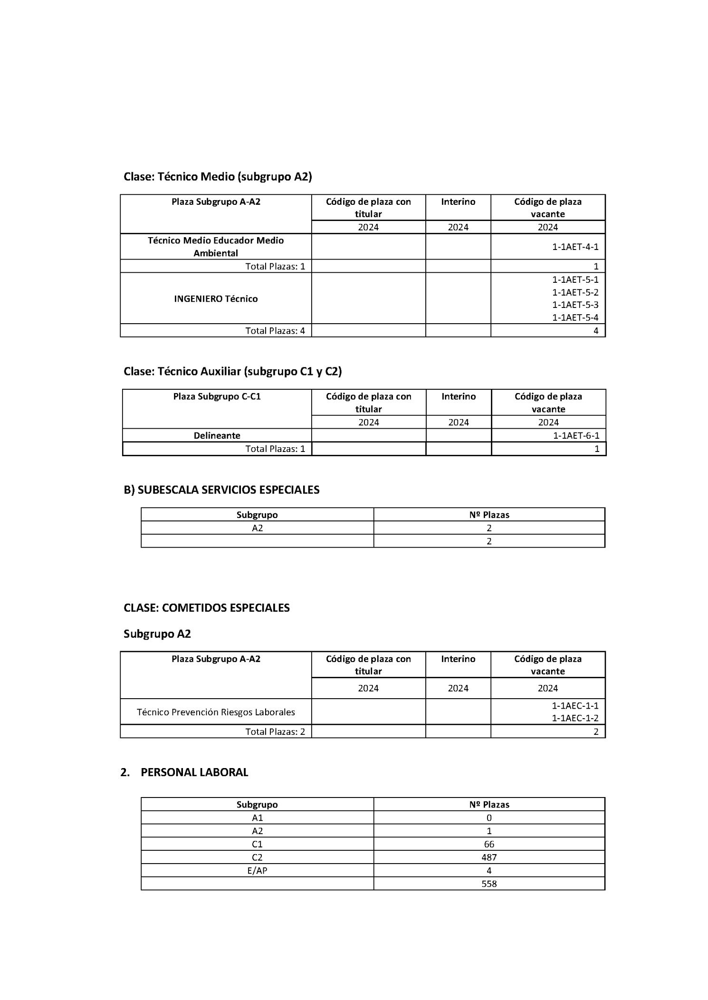 Clase: Técnico Medio (subgrupo A2)
Plaza Subgrupo A-A2
Código de plaza con
titular
Interino
Código de plaza
vacante
2024
2024
2024
Técnico Medio Educador Medio
Ambiental
1-1AET-4-1
Total Plazas: 1
1
INGENIERO Técnico
1-1AET-5-1
1-1AET-5-2
1-1AET-5-3
1-1AET-5-4
Total Plazas: 4
4
Clase: Técnico Auxiliar (subgrupo C1 y C2)
Plaza Subgrupo C-C1
Código de plaza con
titular
Interino
Código de plaza
vacante
2024
2024
2024
Delineante
1-1AET-6-1
Total Plazas: 1
1
B) SUBESCALA SERVICIOS ESPECIALES
Subgrupo
Nº Plazas
A2
2
2
CLASE: COMETIDOS ESPECIALES
Subgrupo A2
Plaza Subgrupo A-A2
Código de plaza con
titular
Interino
Código de plaza
vacante
2024
2024
2024
Técnico Prevención Riesgos Laborales
1-1AEC-1-1
1-1AEC-1-2
Total Plazas: 2
2
2. PERSONAL LABORAL
Subgrupo
Nº Plazas
A1
0
A2
1
C1
66
C2
487
E/AP
4
558